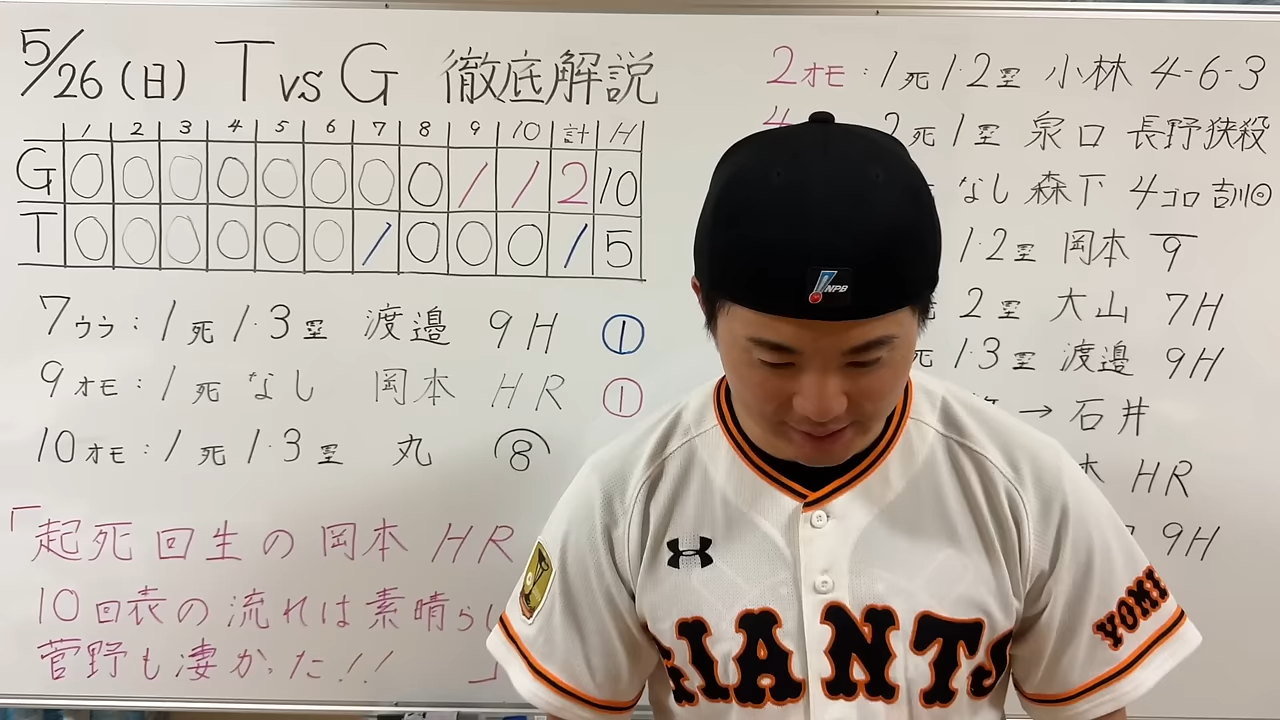 5/26(日) T vs G 徹底解説
1 2 3 4 5 6 7 8 9 10 計 H
G 0 0 0 0 0 0 0 0 1 1 2 10
T 0 0 0 0 0 0 1 0 0 0 1 5
7ウラ:1死1・3塁 渡邉 9H ①
9オモ:1死なし 岡本 HR ①
10オモ:1死1・3塁 丸 ⑧
「起死回生の岡本HR
10回表の流れは素晴らし
菅野も凄かった!!」
2オモ:1死1・2塁 小林 4-6-3
4 2死1塁 泉口 長野狭殺
なし 森下 4ゴロ 吉川◎
1・2塁 岡本 9
2塁 大山 7H
死1・3塁 渡邉 9H
→ 石井
HR
9H
NPB
GIANTS
YOMI